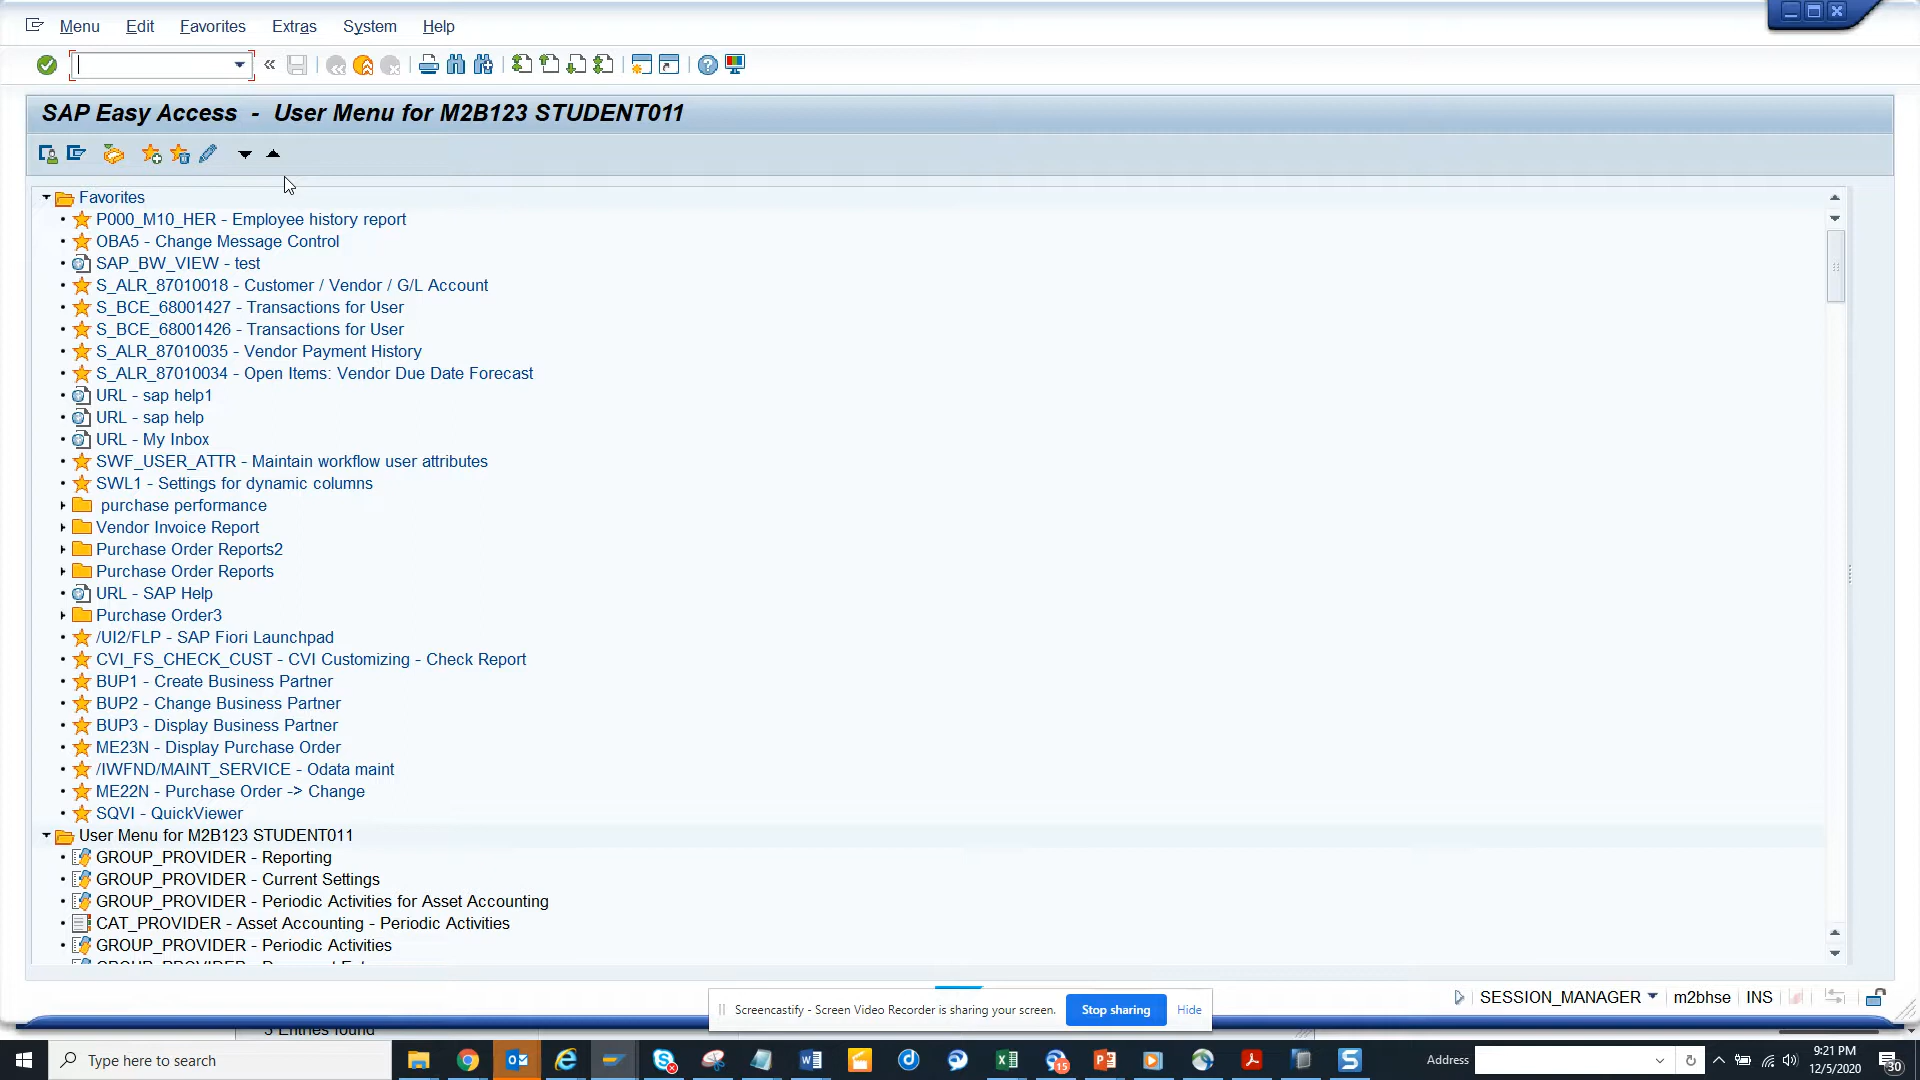 Menu Edit Favorites Extras System Help
SAP Easy Access - User Menu for M2B123 STUDENT011
Favorites
P000_M10_HER - Employee history report
OBA5 - Change Message Control
SAP_BW_VIEW - test
S_ALR_87010018 - Customer / Vendor / G/L Account
S_BCE_68001427 - Transactions for User
S_BCE_68001426 - Transactions for User
S_ALR_87010035 - Vendor Payment History
S_ALR_87010034 - Open Items: Vendor Due Date Forecast
URL - sap help1
URL - sap help
URL - My Inbox
SWF_USER_ATTR - Maintain workflow user attributes
SWL1 - Settings for dynamic columns
purchase performance
Vendor Invoice Report
Purchase Order Reports2
Purchase Order Reports
URL - SAP Help
Purchase Order3
/UI2/FLP - SAP Fiori Launchpad
CVI_FS_CHECK_CUST - CVI Customizing - Check Report
BUP1 - Create Business Partner
BUP2 - Change Business Partner
BUP3 - Display Business Partner
ME23N - Display Purchase Order
/IWFND/MAINT_SERVICE - Odata maint
ME22N - Purchase Order -> Change
SQVI - QuickViewer
User Menu for M2B123 STUDENT011
GROUP_PROVIDER - Reporting
GROUP_PROVIDER - Current Settings
GROUP_PROVIDER - Periodic Activities for Asset Accounting
CAT_PROVIDER - Asset Accounting - Periodic Activities
GROUP_PROVIDER - Periodic Activities
SESSION_MANAGER m2bhse INS
Screencastify - Screen Video Recorder is sharing your screen. Stop sharing Hide
Entries found
Type here to search
15
Address
9:21 PM
12/5/2020
30